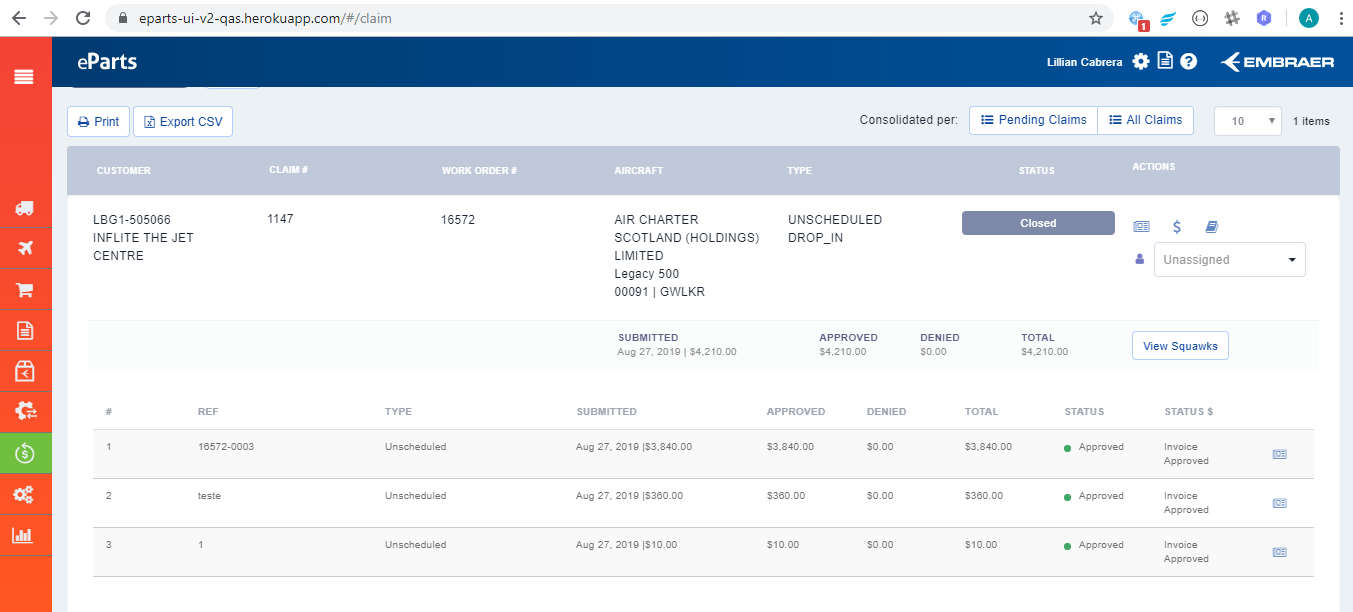 eparts-ui-v2-qas.herokuapp.com/#/claim
1
R
A
eParts
Lillian Cabrera
EMBRAER
Print
Export CSV
Consolidated per:
Pending Claims
All Claims
10
1 items
CUSTOMER
CLAIM #
WORK ORDER #
AIRCRAFT
TYPE
STATUS
ACTIONS
LBG1-505066
INFLITE THE JET
CENTRE
1147
16572
AIR CHARTER
SCOTLAND (HOLDINGS)
LIMITED
Legacy 500
00091 | GWLKR
UNSCHEDULED
DROP_IN
Closed
$
Unassigned
SUBMITTED
Aug 27, 2019 | $4,210.00
APPROVED
$4,210.00
DENIED
$0.00
TOTAL
$4,210.00
View Squawks
# REF TYPE SUBMITTED APPROVED DENIED TOTAL STATUS STATUS $
1 16572-0003 Unscheduled Aug 27, 2019 |$3,840.00 $3,840.00 $0.00 $3,840.00 Approved Invoice
Approved
2 teste Unscheduled Aug 27, 2019 |$360.00 $360.00 $0.00 $360.00 Approved Invoice
Approved
3 1 Unscheduled Aug 27, 2019 |$10.00 $10.00 $0.00 $10.00 Approved Invoice
Approved